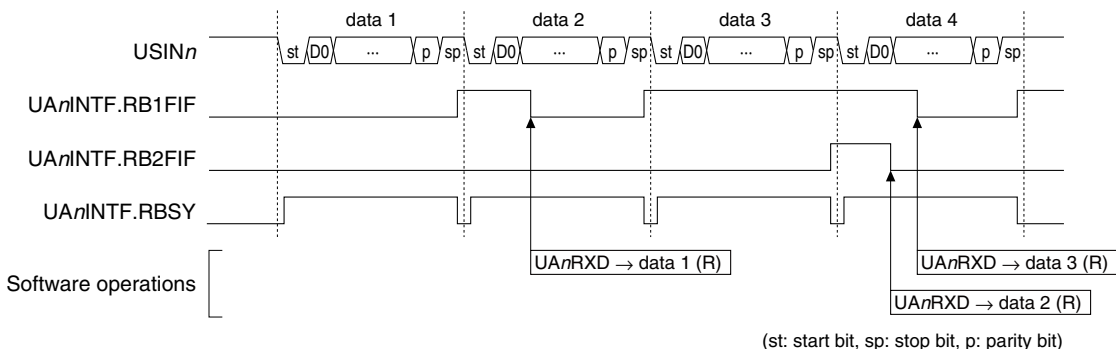 data 1 data 2 data 3 data 4
USINn st D0 ... p sp st D0 ... p sp st D0 ... p sp st D0 ... p sp
UAnINTF.RB1FIF
UAnINTF.RB2FIF
UAnINTF.RBSY
UAnRXD → data 1 (R) UAnRXD → data 3 (R)
Software operations
UAnRXD → data 2 (R)
(st: start bit, sp: stop bit, p: parity bit)